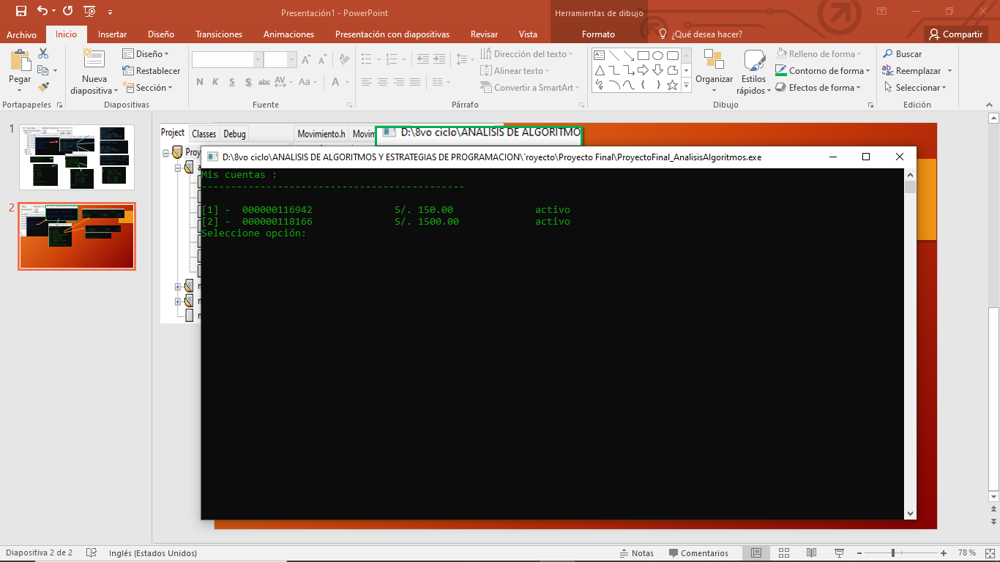 Presentación1 - PowerPoint
Herramientas de dibujo
Archivo Inicio Insertar Diseño Transiciones Animaciones Presentación con diapositivas Revisar Vista Formato ¿Qué desea hacer? Compartir
Pegar
Nueva diapositiva
Diseño
Restablecer
Sección
N K S S abc AV Aa A
Dirección del texto
Alinear texto
Convertir a SmartArt
Organizar
Estilos rápidos
Relleno de forma
Contorno de forma
Efectos de forma
Buscar
Reemplazar
Seleccionar
Portapapeles Diapositivas Fuente Párrafo Dibujo Edición
1
2
Project Classes Debug Movimiento.h Movim
D:\8vo ciclo\ANALISIS DE ALGORITMO
Proy
D:\8vo ciclo\ANALISIS DE ALGORITMOS Y ESTRATEGIAS DE PROGRAMACION\`royecto\Proyecto Final\ProyectoFinal_AnalisisAlgoritmos.exe
Mis cuentas :
---------------------------------------------
[1] - 000000116942 S/. 150.00 activo
[2] - 000000118166 S/. 1500.00 activo
Seleccione opción:
Diapositiva 2 de 2 Inglés (Estados Unidos) Notas Comentarios 78 %